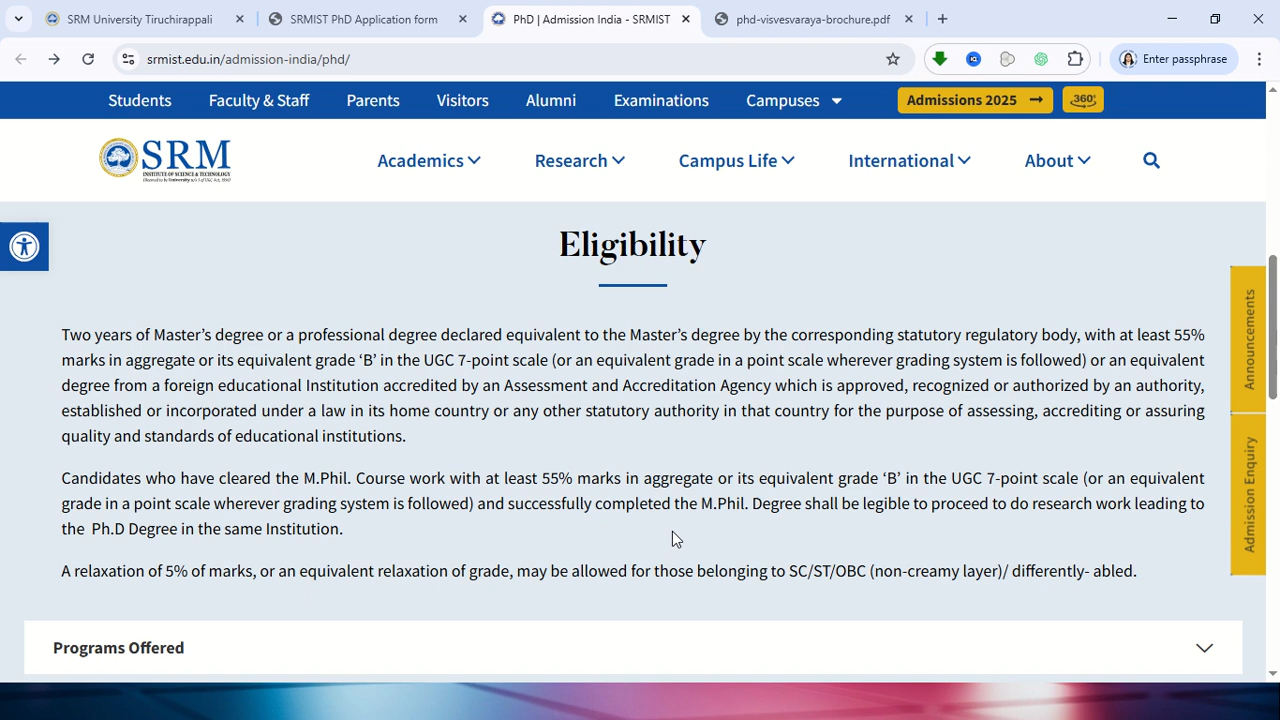 SRM University Tiruchirappali
SRMIST PhD Application form
PhD | Admission India - SRMIST
phd-visvesvaraya-brochure.pdf
srmist.edu.in/admission-india/phd/
Enter passphrase
Students Faculty & Staff Parents Visitors Alumni Examinations Campuses Admissions 2025 360°
SRM
INSTITUTE OF SCIENCE & TECHNOLOGY
Academics Research Campus Life International About
Eligibility
Two years of Master’s degree or a professional degree declared equivalent to the Master’s degree by the corresponding statutory regulatory body, with at least 55%
marks in aggregate or its equivalent grade ‘B’ in the UGC 7-point scale (or an equivalent grade in a point scale wherever grading system is followed) or an equivalent
degree from a foreign educational Institution accredited by an Assessment and Accreditation Agency which is approved, recognized or authorized by an authority,
established or incorporated under a law in its home country or any other statutory authority in that country for the purpose of assessing, accrediting or assuring
quality and standards of educational institutions.
Candidates who have cleared the M.Phil. Course work with at least 55% marks in aggregate or its equivalent grade ‘B’ in the UGC 7-point scale (or an equivalent
grade in a point scale wherever grading system is followed) and successfully completed the M.Phil. Degree shall be legible to proceed to do research work leading to
the Ph.D Degree in the same Institution.
A relaxation of 5% of marks, or an equivalent relaxation of grade, may be allowed for those belonging to SC/ST/OBC (non-creamy layer)/ differently- abled.
Programs Offered
Announcements
Admission Enquiry